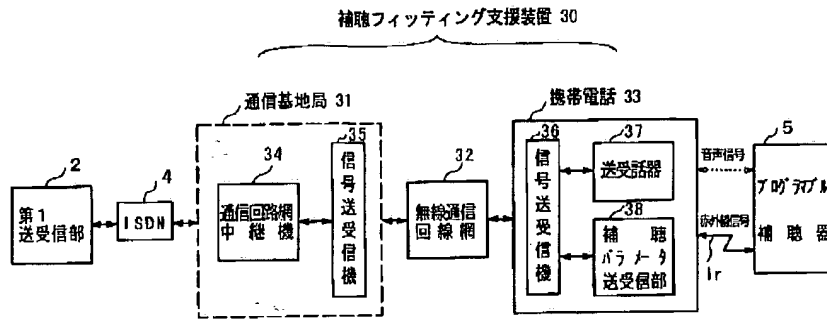 補聴フィッティング支援装置 30
通信基地局 31
携帯電話 33
2
第1
送受信部
4
ISDN
34
通信回路網
中継機
35
信号送受信機
32
無線通信
回線網
36
信号送受信機
37
送受話器
38
補聴
パラメータ
送受信部
音声信号
赤外線信号
Ir
5
プログラマブル
補聴器